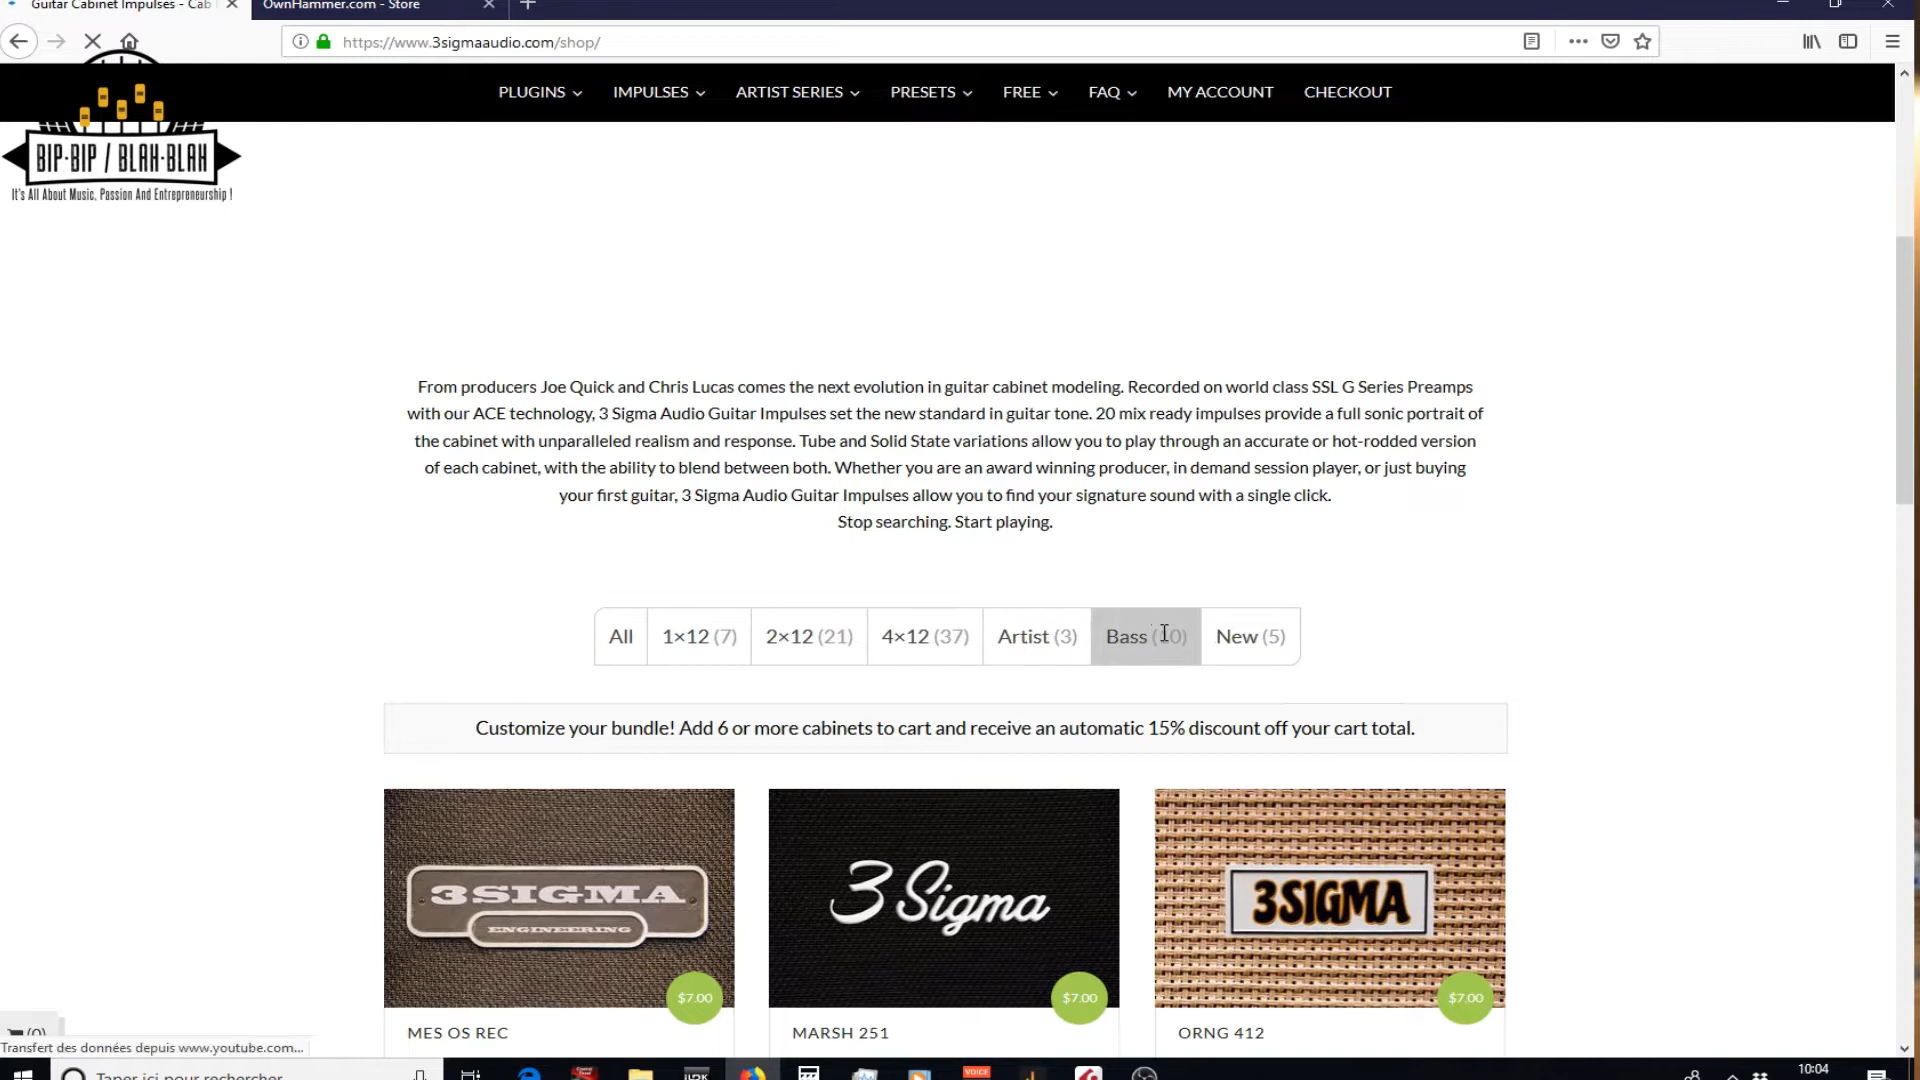 Guitar Cabinet Impulses - Cab
OwnHammer.com - Store
https://www.3sigmaaudio.com/shop/
PLUGINS IMPULSES ARTIST SERIES PRESETS FREE FAQ MY ACCOUNT CHECKOUT
BIP-BIP / BLAH-BLAH
It's All About Music, Passion And Entrepreneurship !
From producers Joe Quick and Chris Lucas comes the next evolution in guitar cabinet modeling. Recorded on world class SSL G Series Preamps
with our ACE technology, 3 Sigma Audio Guitar Impulses set the new standard in guitar tone. 20 mix ready impulses provide a full sonic portrait of
the cabinet with unparalleled realism and response. Tube and Solid State variations allow you to play through an accurate or hot-rodded version
of each cabinet, with the ability to blend between both. Whether you are an award winning producer, in demand session player, or just buying
your first guitar, 3 Sigma Audio Guitar Impulses allow you to find your signature sound with a single click.
Stop searching. Start playing.
All 1×12 (7) 2×12 (21) 4×12 (37) Artist (3) Bass New (5)
Customize your bundle! Add 6 or more cabinets to cart and receive an automatic 15% discount off your cart total.
3SIGMA
ENGINEERING
3 Sigma
3SIGMA
$7.00 $7.00 $7.00
MES OS REC MARSH 251 ORNG 412
(0)
Transfert des données depuis www.youtube.com...
Taper ici pour rechercher
VOICE
10:04